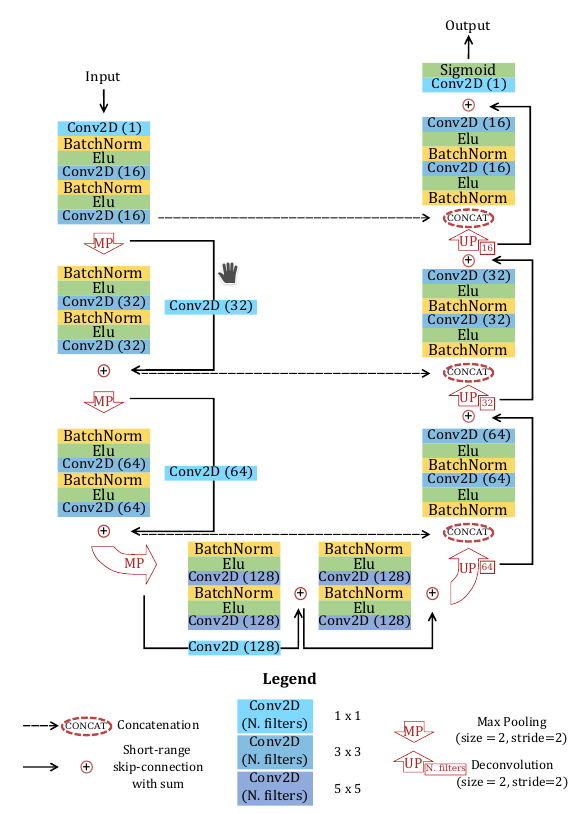 Input
Conv2D (1)
BatchNorm
Elu
Conv2D (16)
BatchNorm
Elu
Conv2D (16)
MP
BatchNorm
Elu
Conv2D (32)
BatchNorm
Elu
Conv2D (32)
Conv2D (32)
+
MP
BatchNorm
Elu
Conv2D (64)
BatchNorm
Elu
Conv2D (64)
Conv2D (64)
+
MP
BatchNorm
Elu
Conv2D (128)
BatchNorm
Elu
Conv2D (128)
Conv2D (128)
+
BatchNorm
Elu
Conv2D (128)
BatchNorm
Elu
Conv2D (128)
+
Output
Sigmoid
Conv2D (1)
+
Conv2D (16)
Elu
BatchNorm
Conv2D (16)
Elu
BatchNorm
CONCAT
UP 16
+
Conv2D (32)
Elu
BatchNorm
Conv2D (32)
Elu
BatchNorm
CONCAT
UP 32
+
Conv2D (64)
Elu
BatchNorm
Conv2D (64)
Elu
BatchNorm
CONCAT
UP 64
Legend
CONCAT Concatenation
+
Short-range
skip-connection
with sum
Conv2D
(N. filters)
1 x 1
Conv2D
(N. filters)
3 x 3
Conv2D
(N. filters)
5 x 5
MP
Max Pooling
(size = 2, stride=2)
UP N. filters
Deconvolution
(size = 2, stride=2)